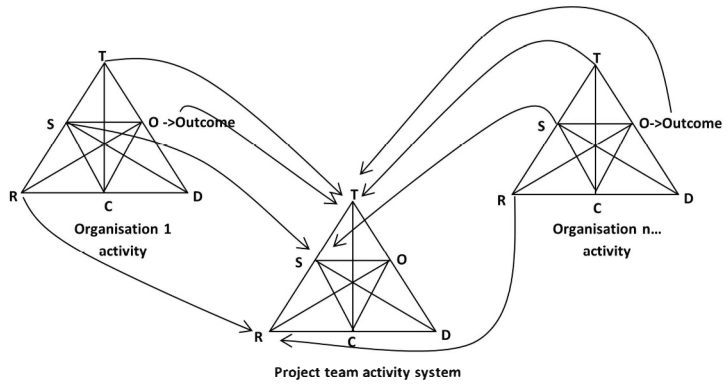 T
S
O ->Outcome
R
C
D
Organisation 1
activity
T
S
O->Outcome
R
C
D
Organisation n...
activity
T
S
O
R
C
D
Project team activity system